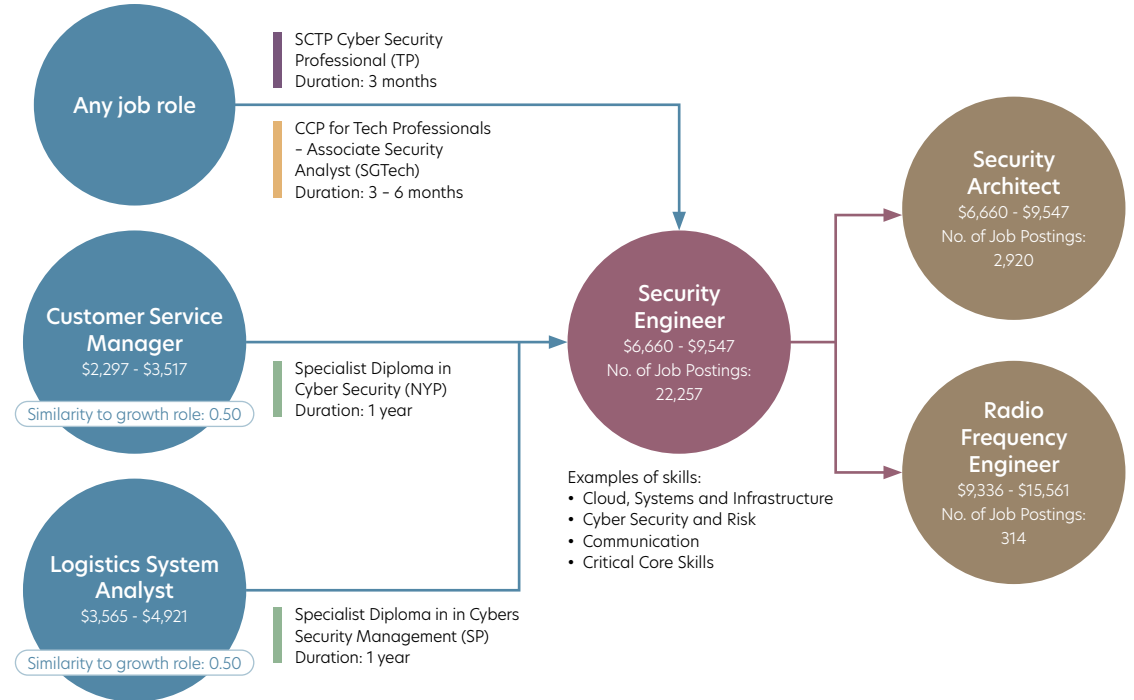 Any job role
SCTP Cyber Security
Professional (TP)
Duration: 3 months
CCP for Tech Professionals
– Associate Security
Analyst (SGTech)
Duration: 3 – 6 months
Customer Service
Manager
$2,297 - $3,517
Similarity to growth role: 0.50
Specialist Diploma in
Cyber Security (NYP)
Duration: 1 year
Logistics System
Analyst
$3,565 - $4,921
Similarity to growth role: 0.50
Specialist Diploma in in Cybers
Security Management (SP)
Duration: 1 year
Security
Engineer
$6,660 - $9,547
No. of Job Postings:
22,257
Examples of skills:
• Cloud, Systems and Infrastructure
• Cyber Security and Risk
• Communication
• Critical Core Skills
Security
Architect
$6,660 - $9,547
No. of Job Postings:
2,920
Radio
Frequency
Engineer
$9,336 - $15,561
No. of Job Postings:
314